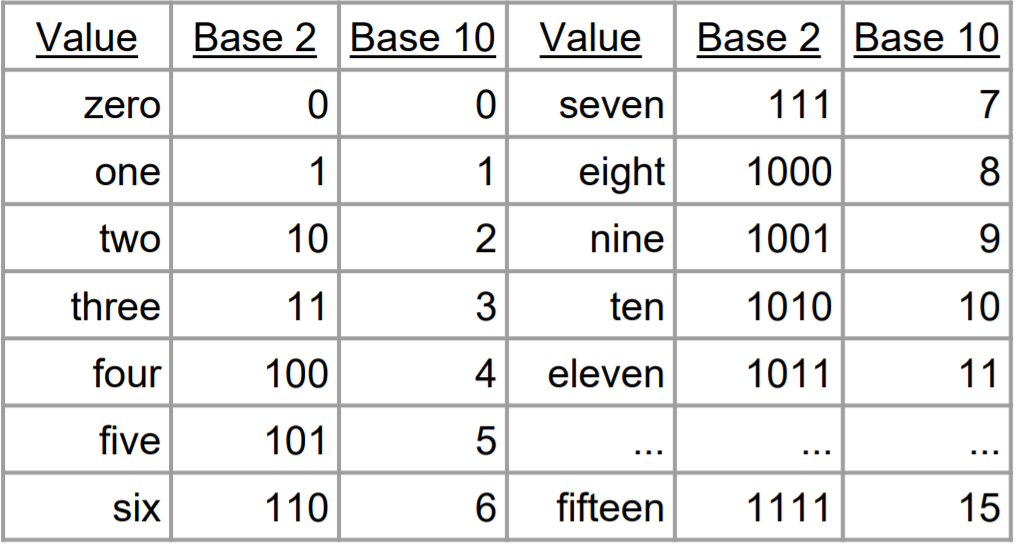 Value Base 2 Base 10 Value Base 2 Base 10
zero 0 0 seven 111 7
one 1 1 eight 1000 8
two 10 2 nine 1001 9
three 11 3 ten 1010 10
four 100 4 eleven 1011 11
five 101 5 ... ... ...
six 110 6 fifteen 1111 15